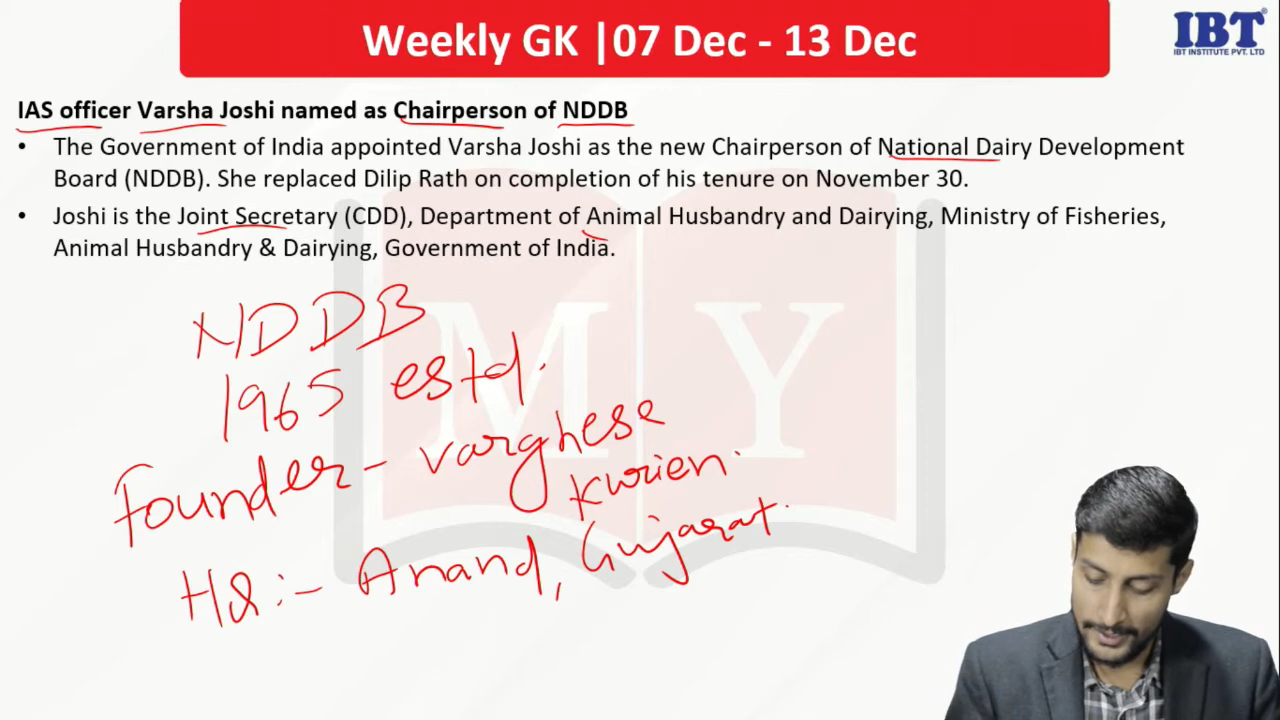 Weekly GK |07 Dec - 13 Dec
IBT
IBT INSTITUTE PVT. LTD
IAS officer Varsha Joshi named as Chairperson of NDDB
• The Government of India appointed Varsha Joshi as the new Chairperson of National Dairy Development
Board (NDDB). She replaced Dilip Rath on completion of his tenure on November 30.
• Joshi is the Joint Secretary (CDD), Department of Animal Husbandry and Dairying, Ministry of Fisheries,
Animal Husbandry & Dairying, Government of India.
M Y
NDDB
1965 estd.
Founder - Varghese
Kurien.
HQ :- Anand, Gujarat.